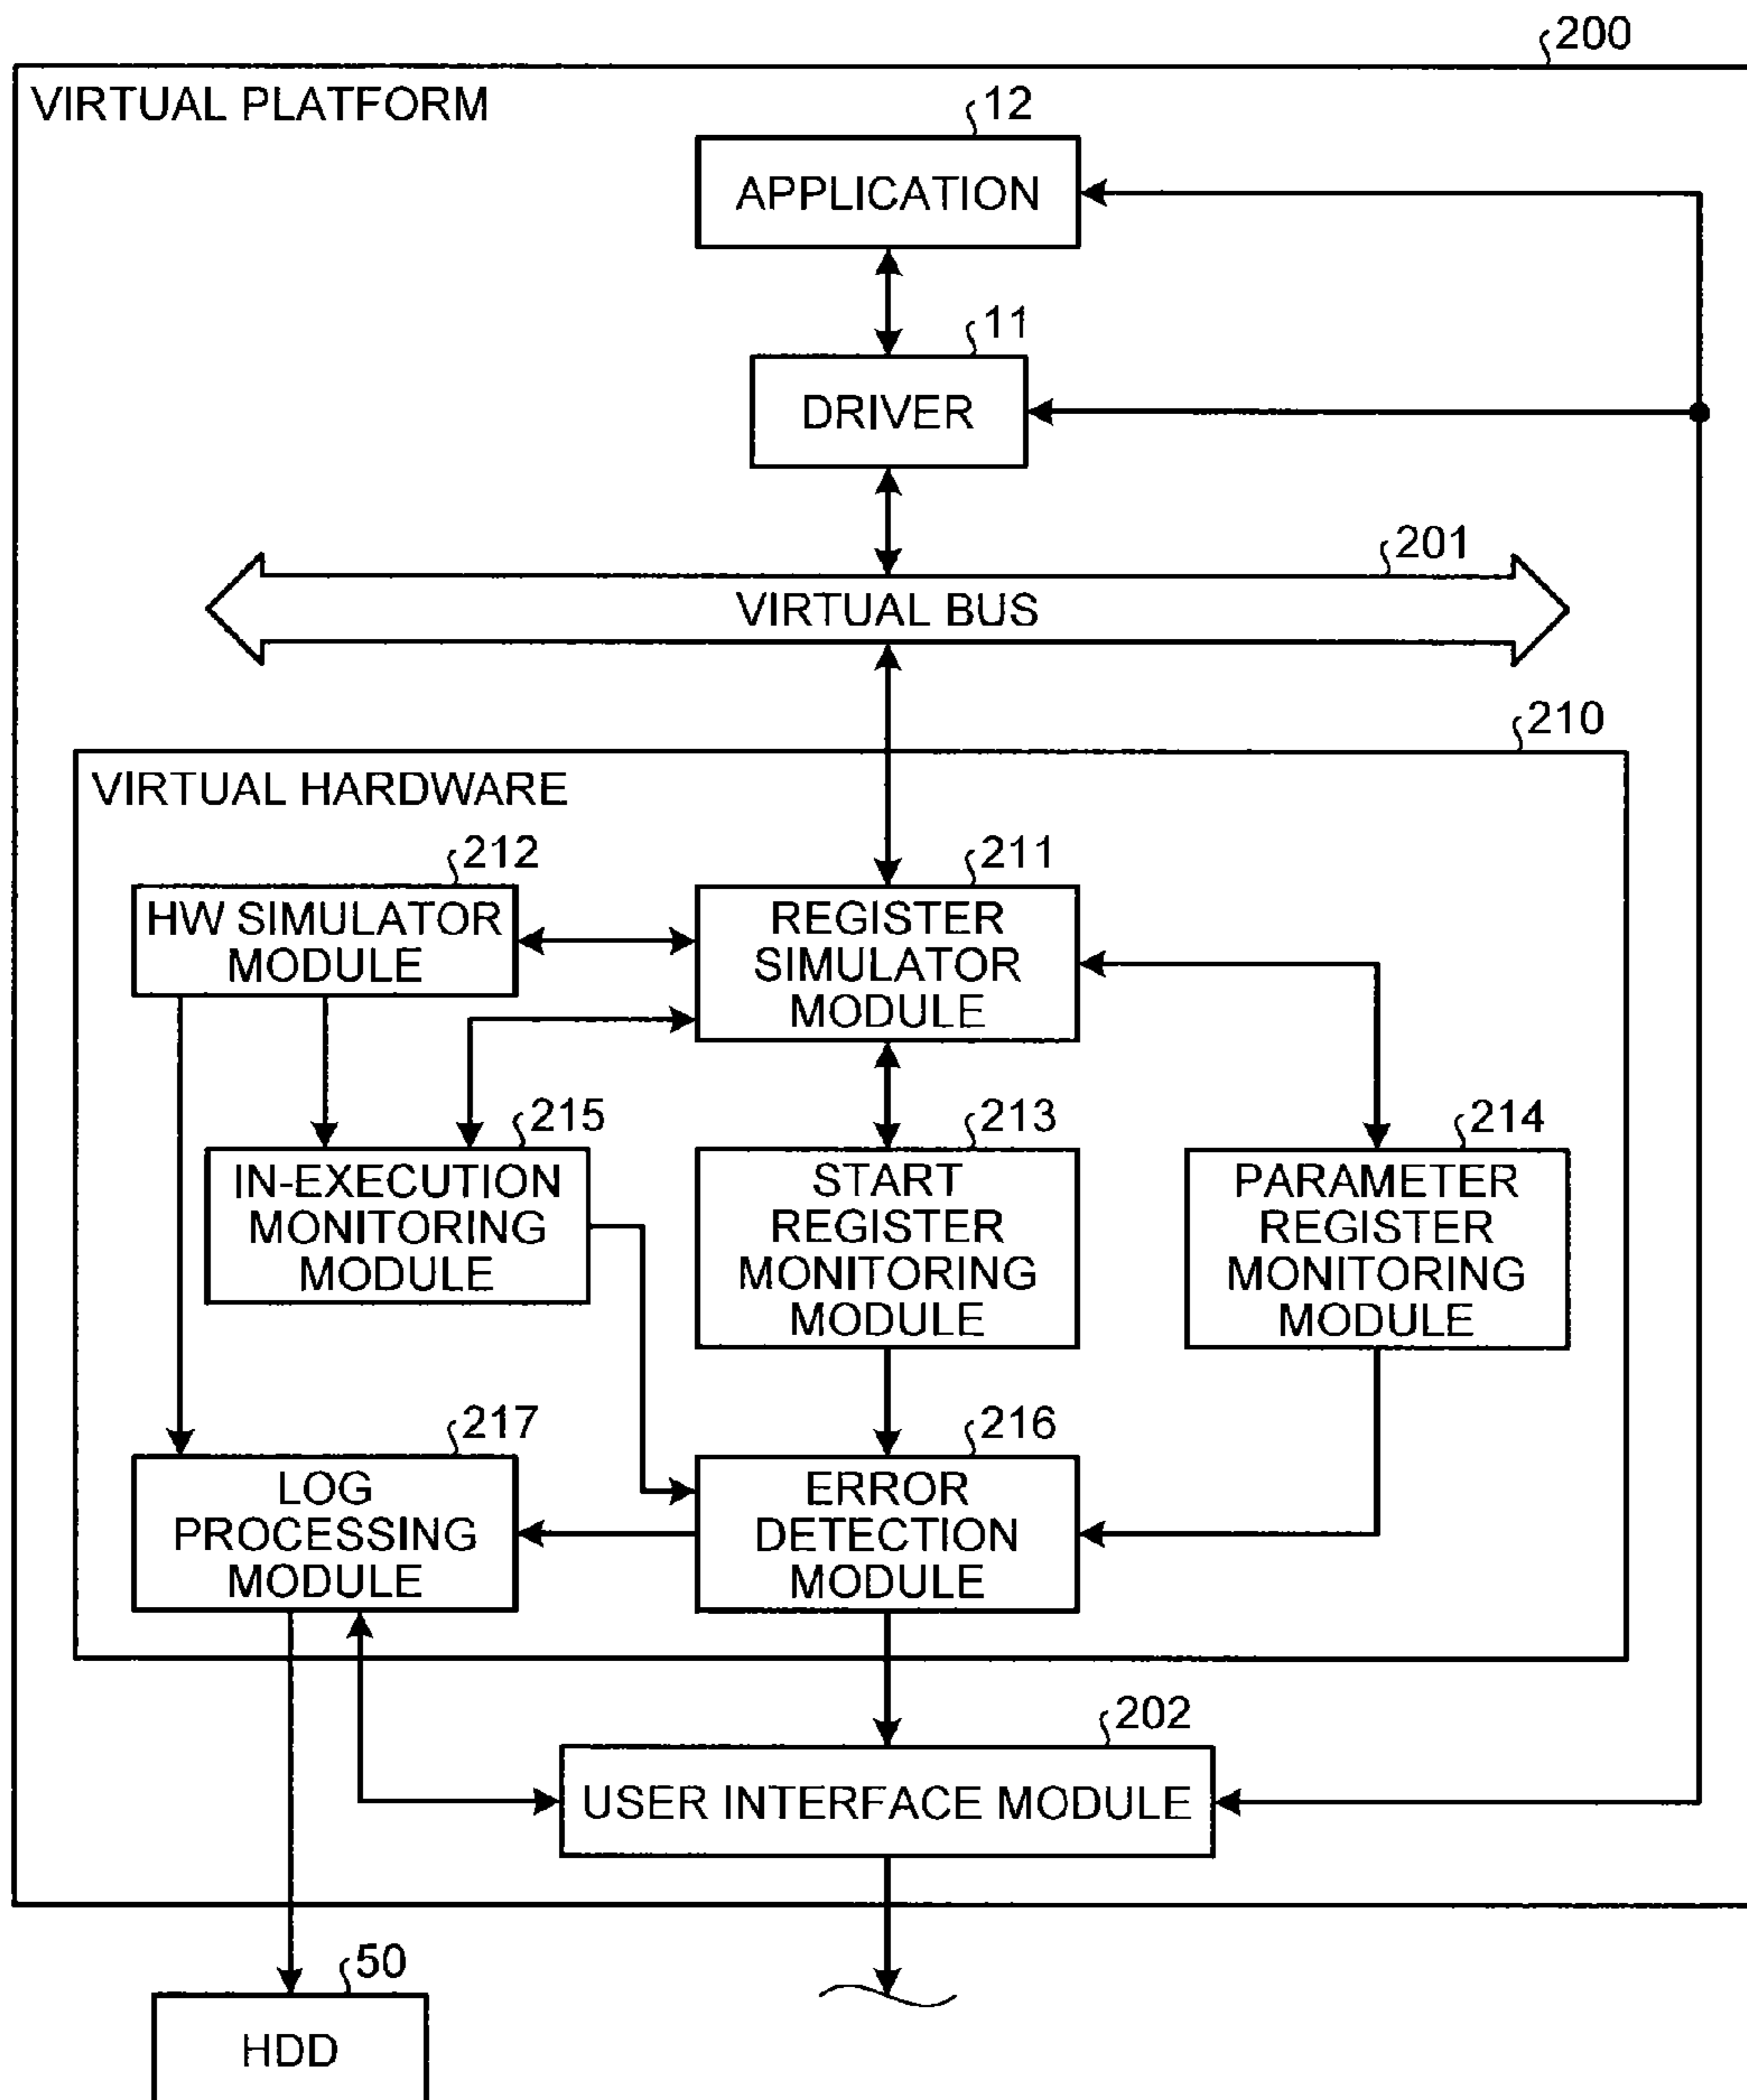 200
VIRTUAL PLATFORM
12
APPLICATION
11
DRIVER
201
VIRTUAL BUS
210
VIRTUAL HARDWARE
212
HW SIMULATOR
MODULE
211
REGISTER
SIMULATOR
MODULE
215
IN-EXECUTION
MONITORING
MODULE
213
START
REGISTER
MONITORING
MODULE
214
PARAMETER
REGISTER
MONITORING
MODULE
217
LOG
PROCESSING
MODULE
216
ERROR
DETECTION
MODULE
202
USER INTERFACE MODULE
50
HDD